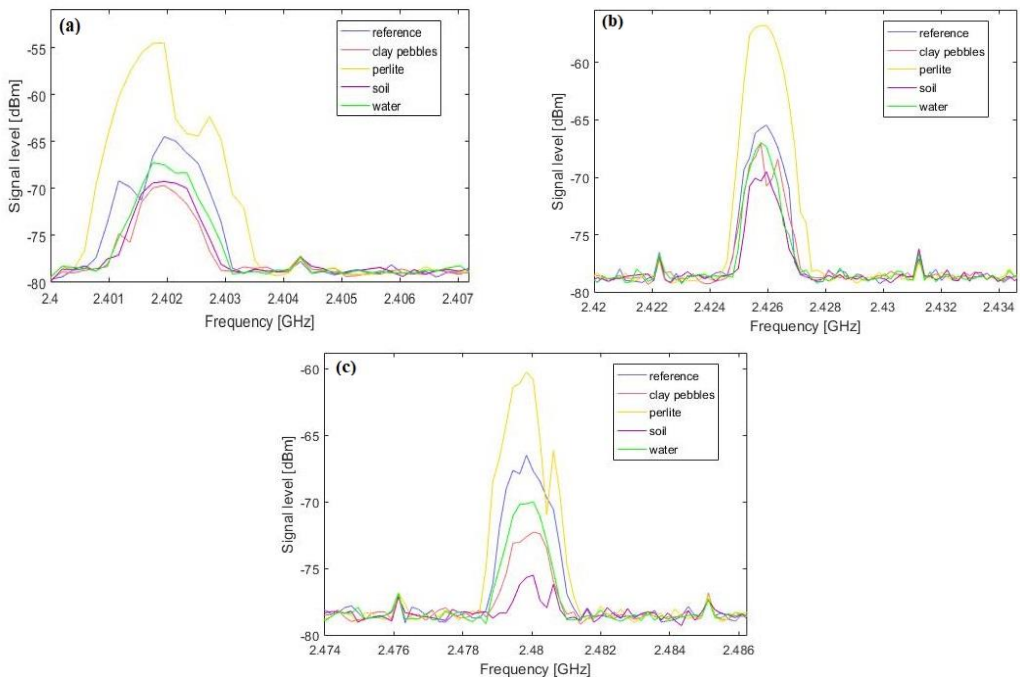 (a)
reference
clay pebbles
perlite
soil
water
-55
-60
-65
-70
-75
-80
Signal level [dBm]
2.4 2.401 2.402 2.403 2.404 2.405 2.406 2.407
Frequency [GHz]
(b)
reference
clay pebbles
perlite
soil
water
-60
-65
-70
-75
-80
Signal level [dBm]
2.42 2.422 2.424 2.426 2.428 2.43 2.432 2.434
Frequency [GHz]
(c)
reference
clay pebbles
perlite
soil
water
-60
-65
-70
-75
-80
Signal level [dBm]
2.474 2.476 2.478 2.48 2.482 2.484 2.486
Frequency [GHz]